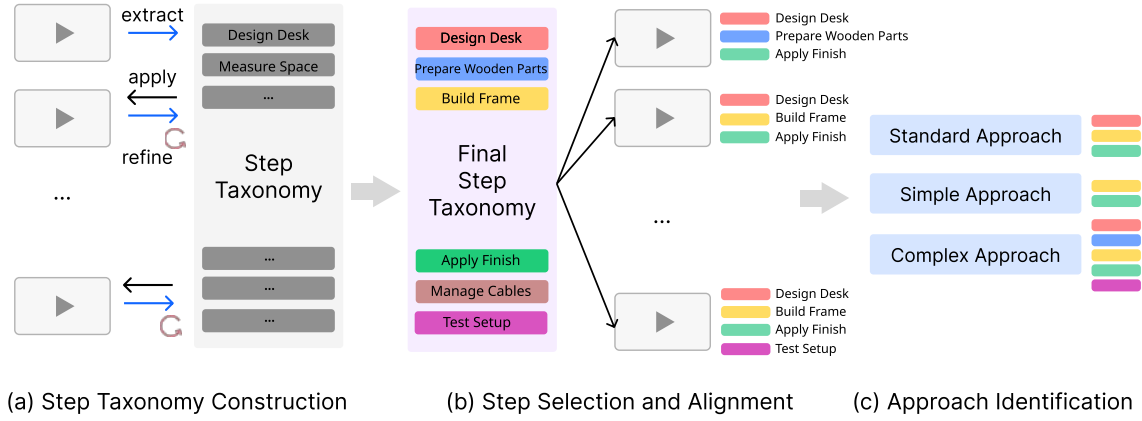 extract
apply
refine
...
Design Desk
Measure Space
...
Step
Taxonomy
...
...
...
Design Desk
Prepare Wooden Parts
Build Frame
Final
Step
Taxonomy
Apply Finish
Manage Cables
Test Setup
Design Desk
Prepare Wooden Parts
Apply Finish
Design Desk
Build Frame
Apply Finish
...
Design Desk
Build Frame
Apply Finish
Test Setup
Standard Approach
Simple Approach
Complex Approach
(a) Step Taxonomy Construction
(b) Step Selection and Alignment
(c) Approach Identification